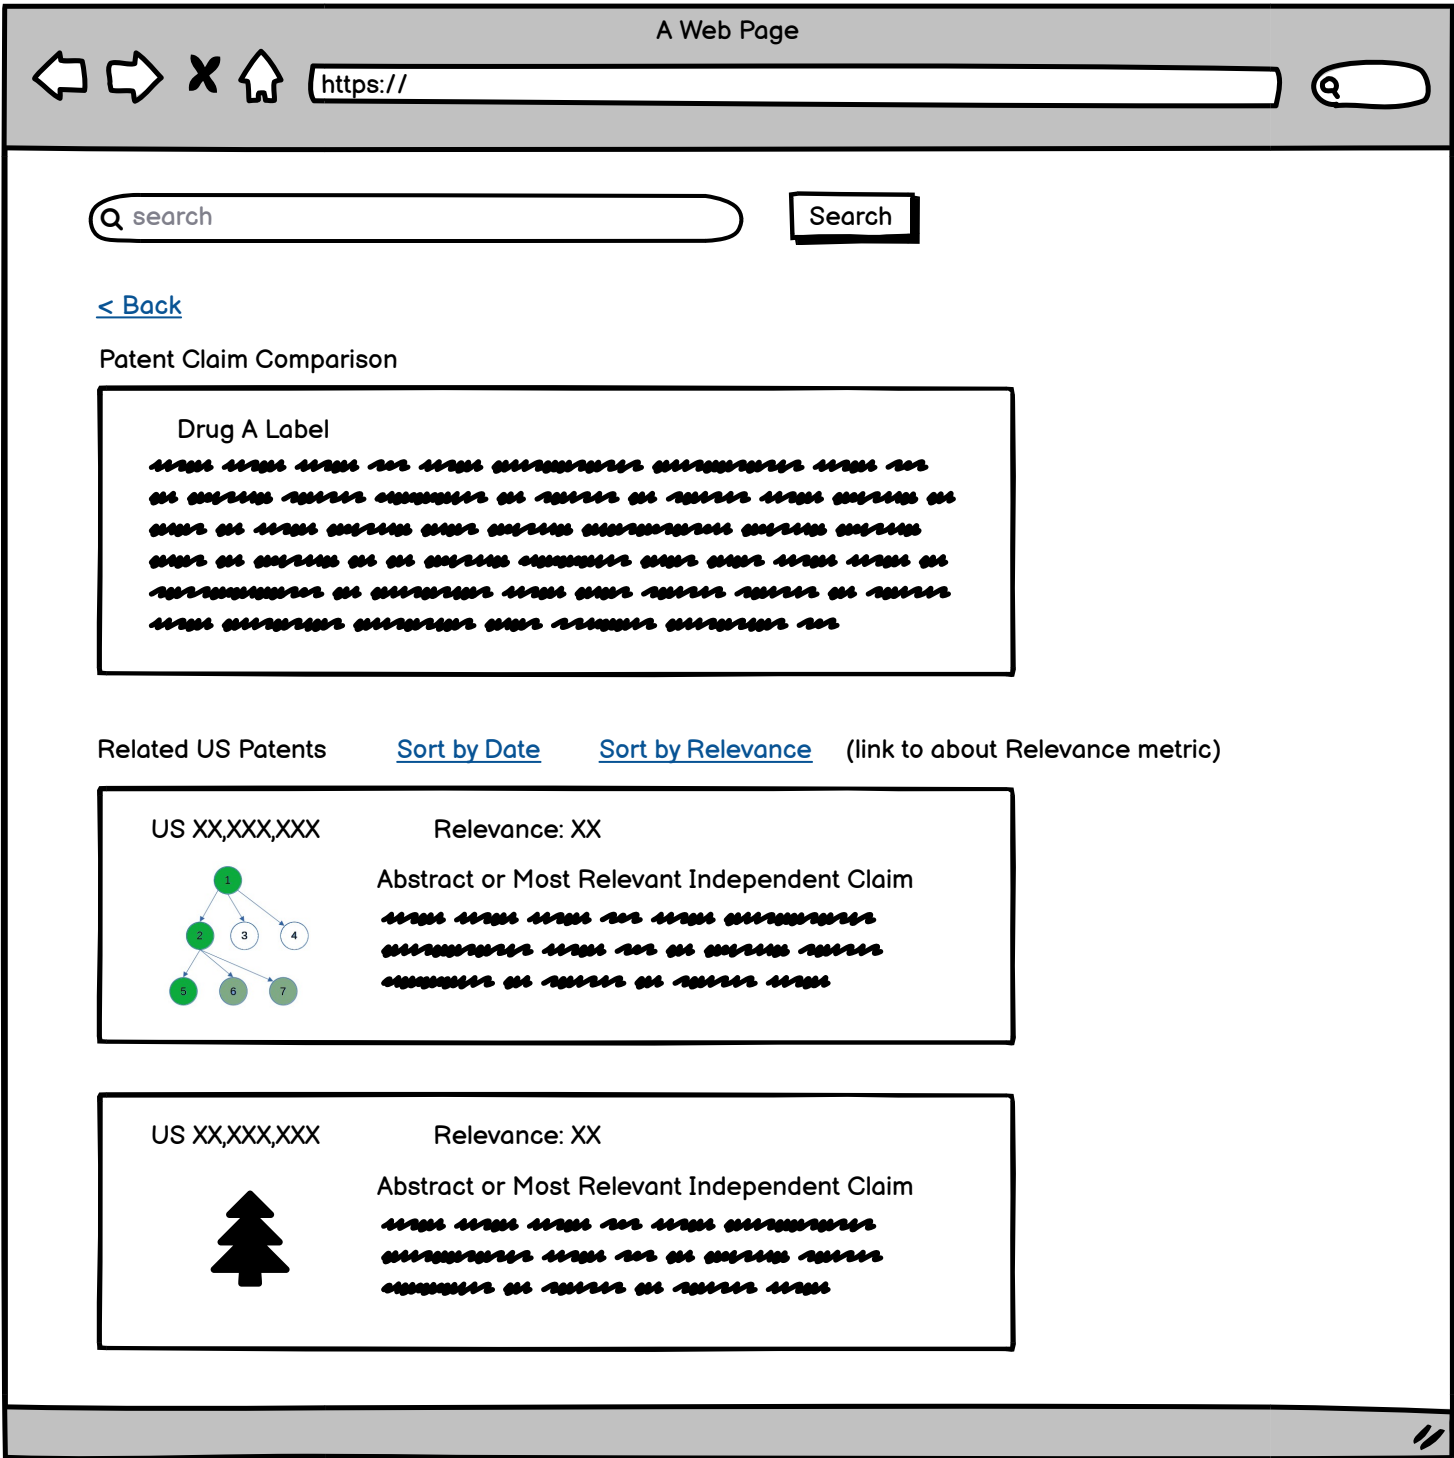 A Web Page
https://
search
Search
< Back
Patent Claim Comparison
Drug A Label
Related US Patents Sort by Date Sort by Relevance (link to about Relevance metric)
US XX,XXX,XXX Relevance: XX
Abstract or Most Relevant Independent Claim
1
2 3 4
5 6 7
US XX,XXX,XXX Relevance: XX
Abstract or Most Relevant Independent Claim